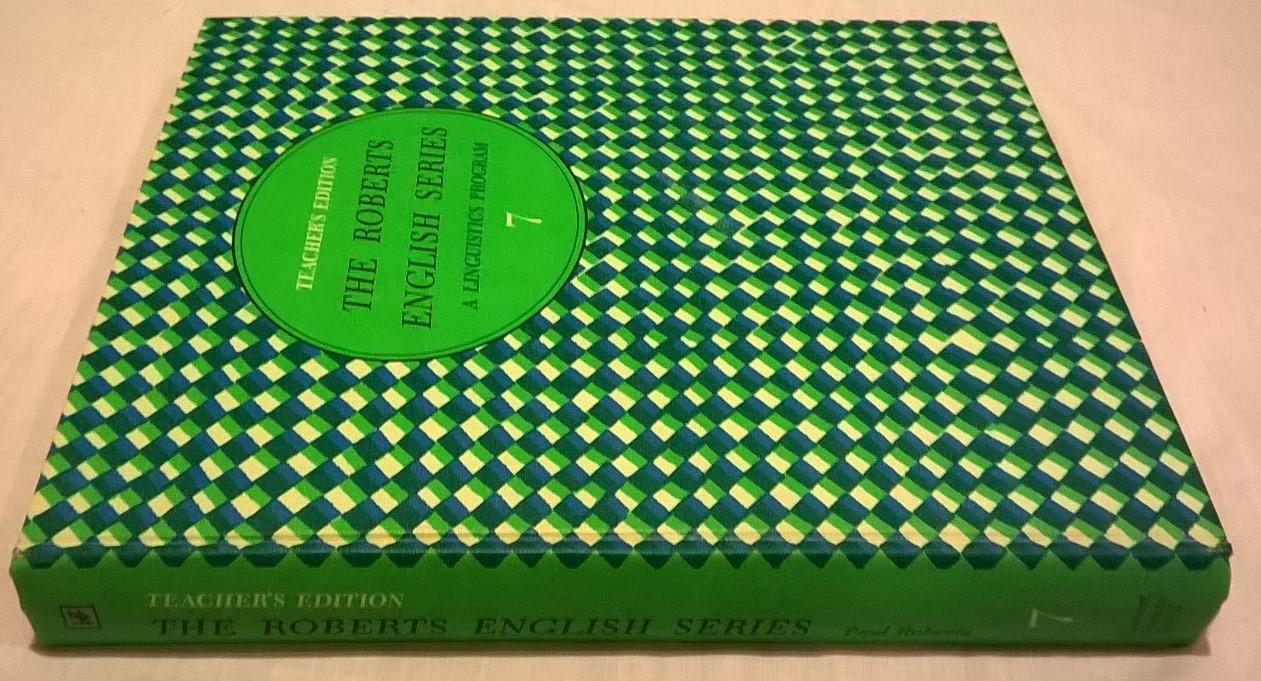 TEACHER'S EDITION
THE ROBERTS
ENGLISH SERIES
A LINGUISTICS PROGRAM
7
TEACHER'S EDITION
THE ROBERTS ENGLISH SERIES Paul Roberts 7